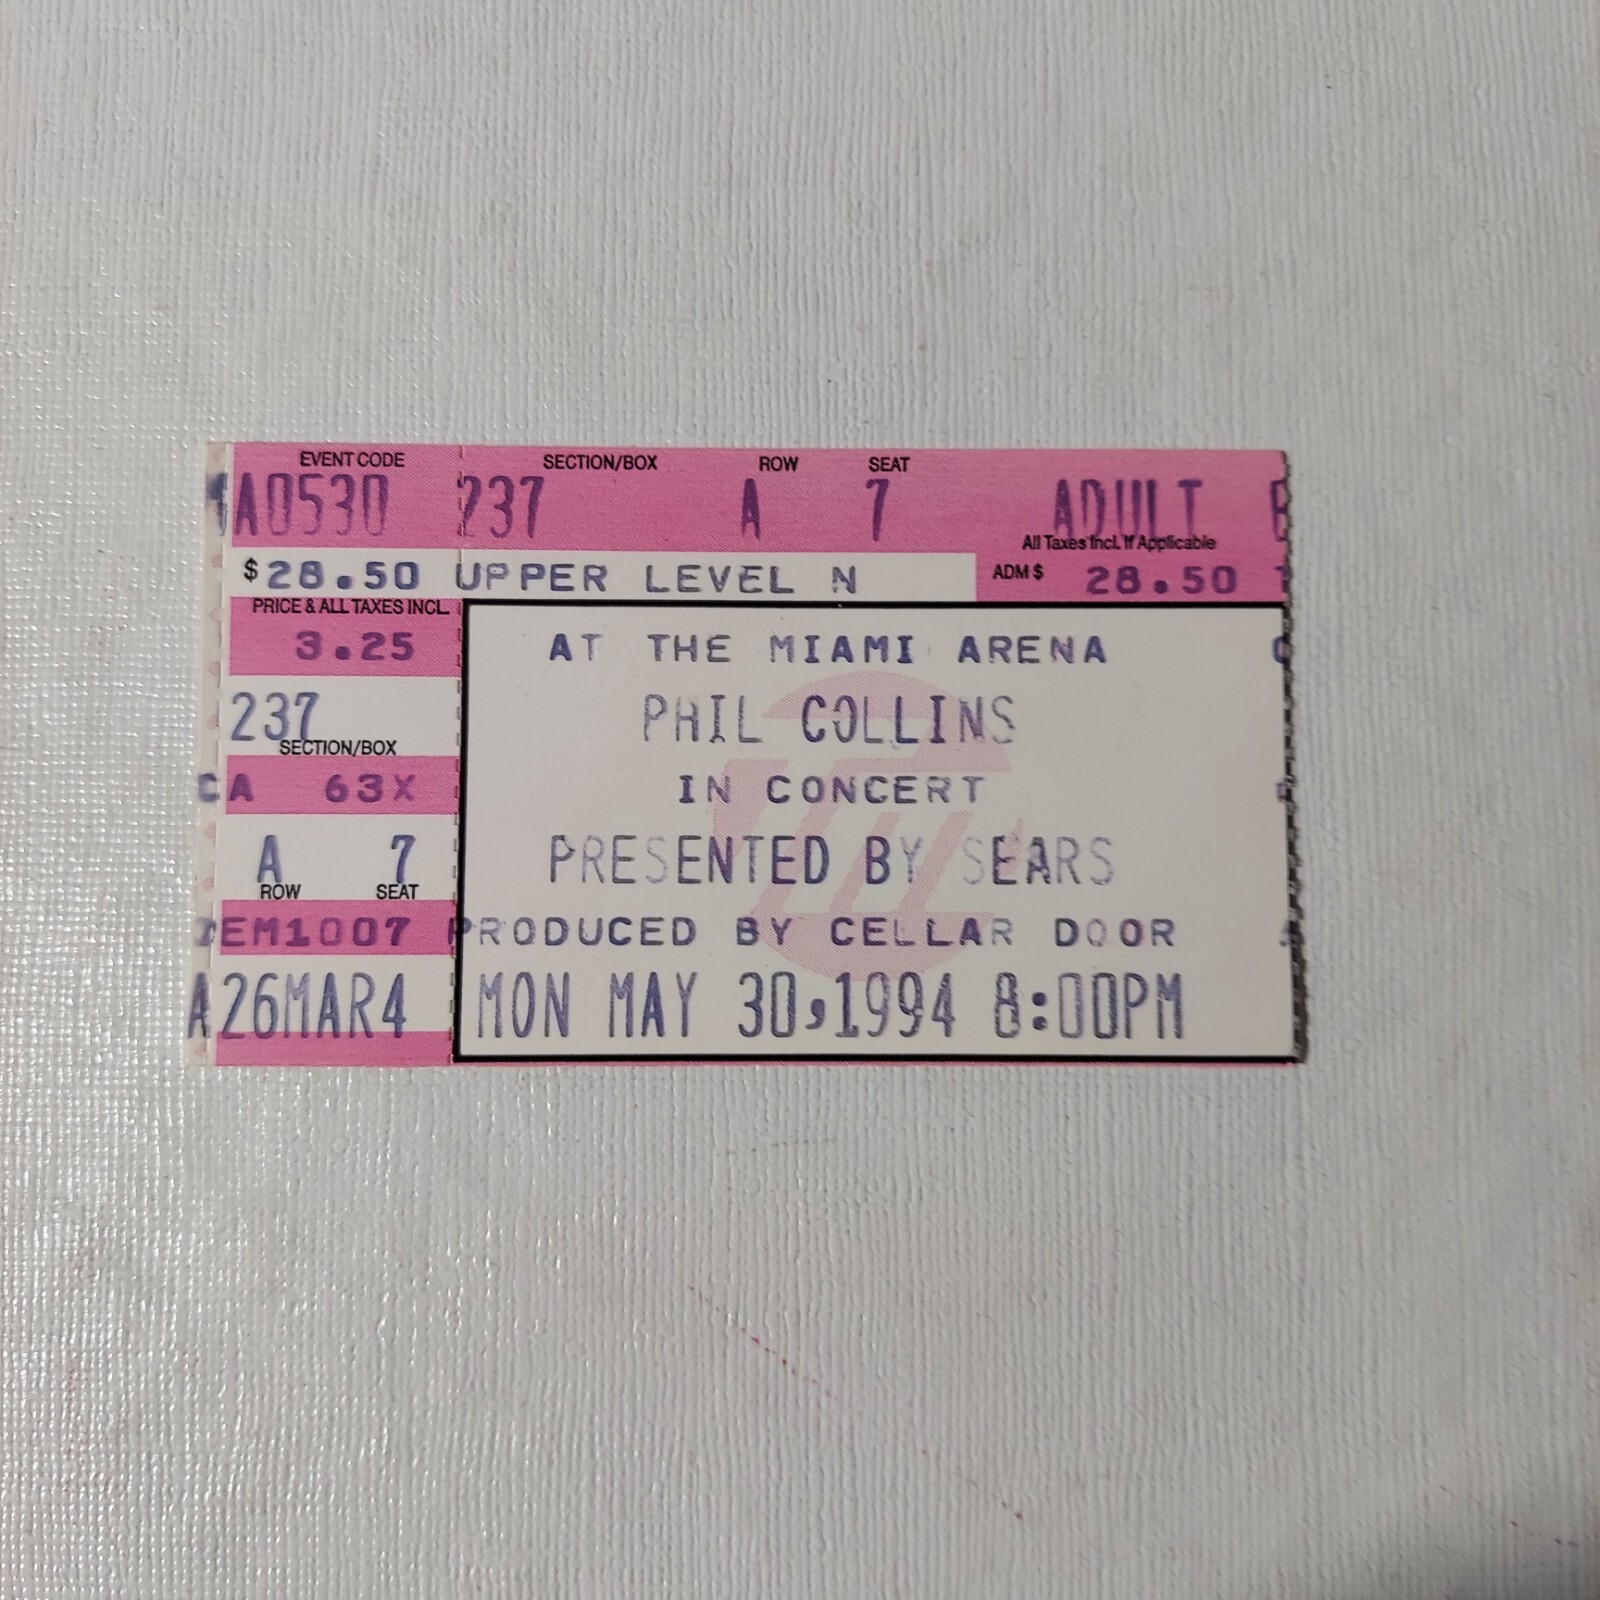 EVENT CODE SECTION/BOX ROW SEAT
A0530 237 A 7 ADULT
All Taxes Incl. If Applicable
$ 28.50 UPPER LEVEL N ADM $ 28.50
PRICE & ALL TAXES INCL.
3.25
237
SECTION/BOX
CA 63X
A 7
ROW SEAT
EM1007
A26MAR4
AT THE MIAMI ARENA
PHIL COLLINS
IN CONCERT
PRESENTED BY SEARS
PRODUCED BY CELLAR DOOR
MON MAY 30,1994 8:00PM